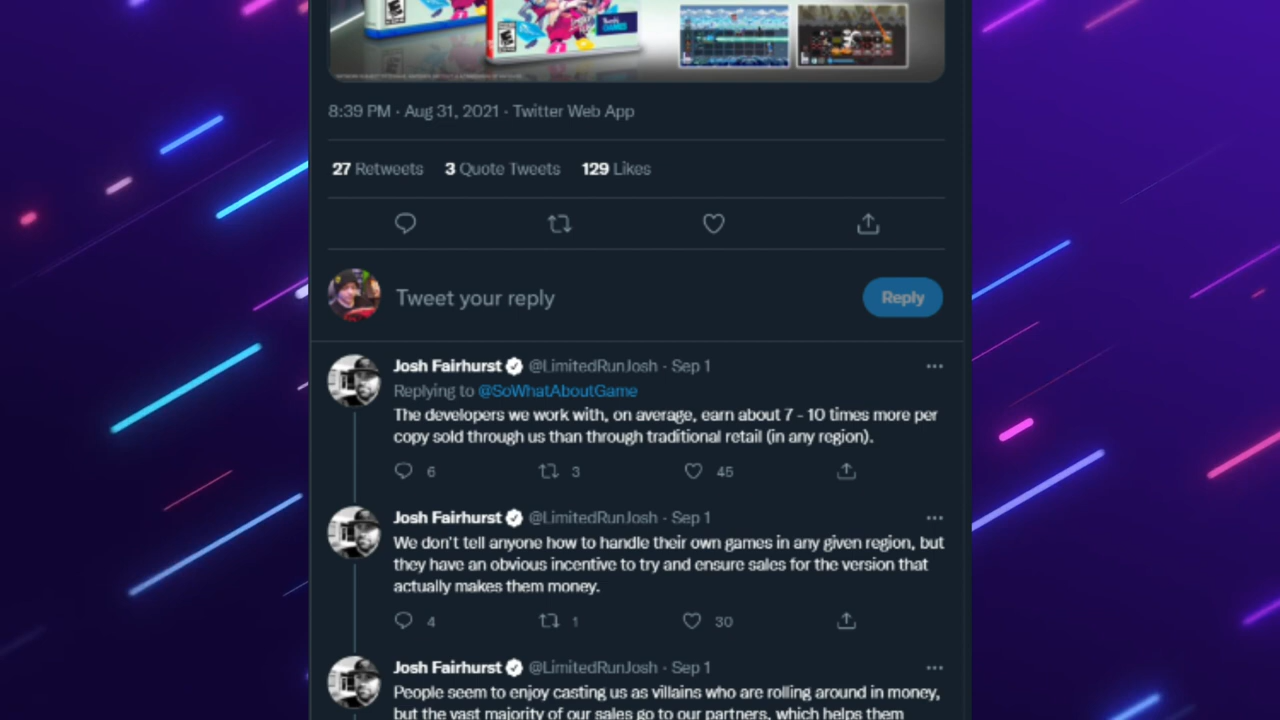 8:39 PM · Aug 31, 2021 · Twitter Web App
27 Retweets 3 Quote Tweets 129 Likes
Tweet your reply
Reply
Josh Fairhurst @LimitedRunJosh · Sep 1
Replying to @SoWhatAboutGame
The developers we work with, on average, earn about 7 - 10 times more per
copy sold through us than through traditional retail (in any region).
6 3 45
Josh Fairhurst @LimitedRunJosh · Sep 1
We don't tell anyone how to handle their own games in any given region, but
they have an obvious incentive to try and ensure sales for the version that
actually makes them money.
4 1 30
Josh Fairhurst @LimitedRunJosh · Sep 1
People seem to enjoy casting us as villains who are rolling around in money,
but the vast majority of our sales go to our partners, which helps them